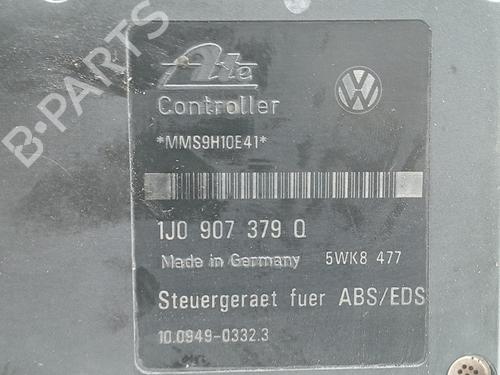 Ate
Controller
*MMS9H10E41*
1J0 907 379 Q
Made in Germany 5WK8 477
Steuergeraet fuer ABS/EDS
10.0949-0332.3
B-PARTS